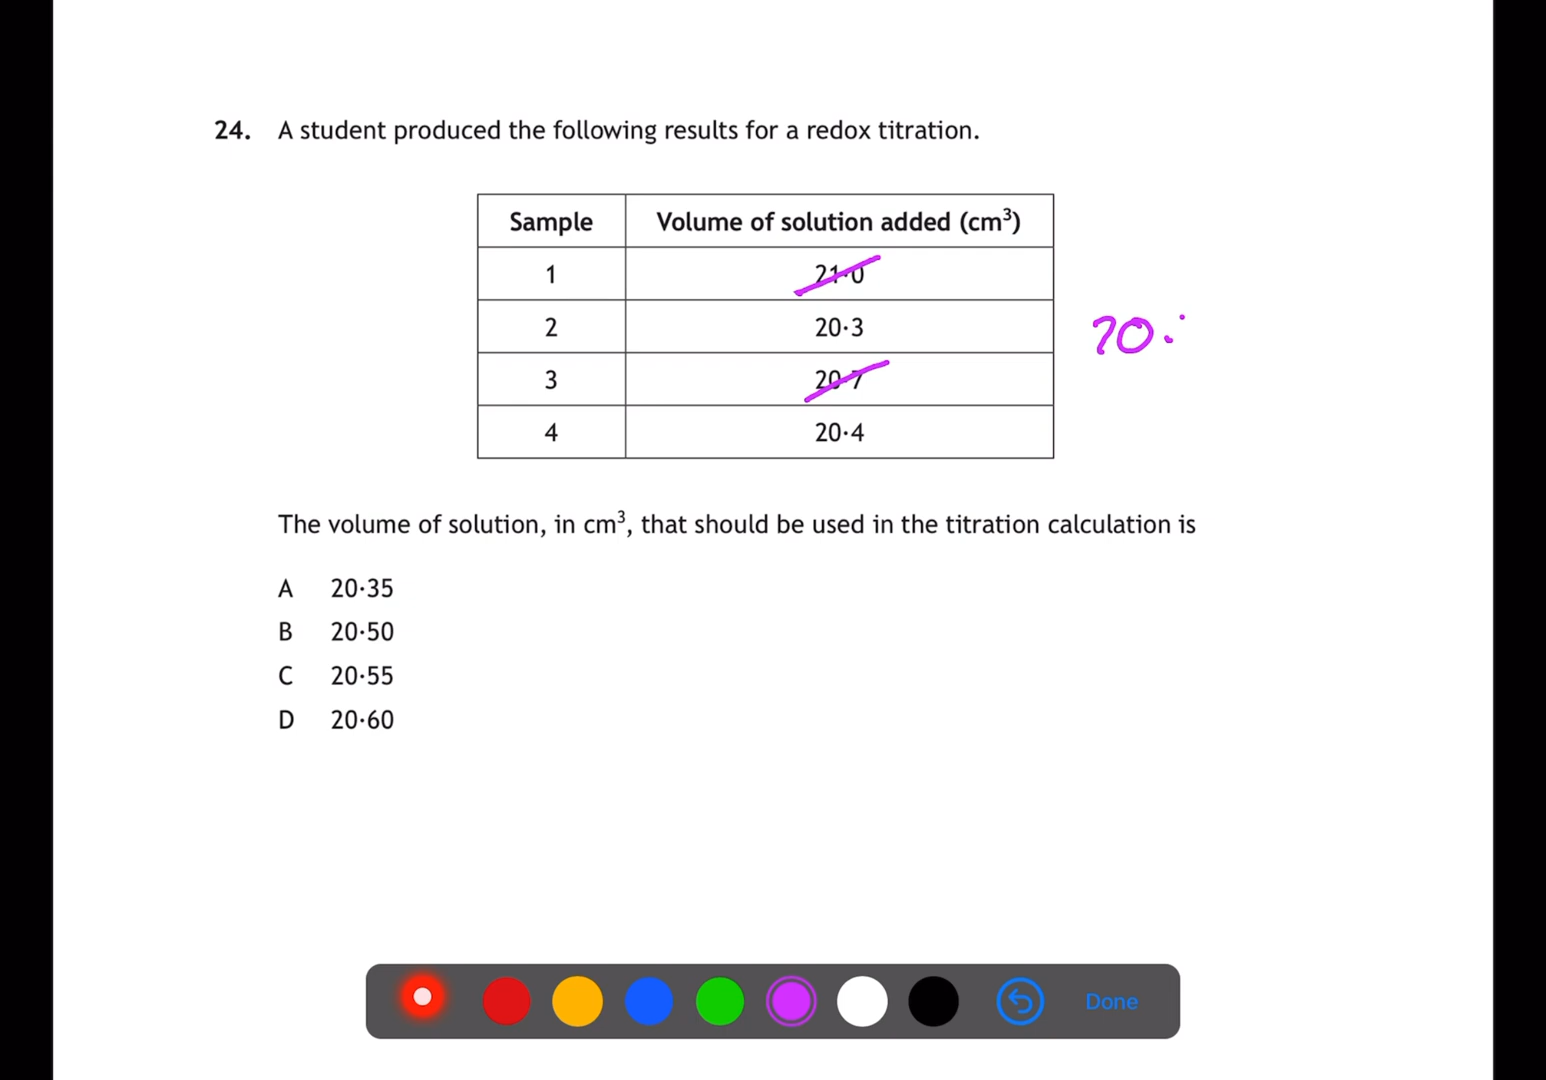 24. A student produced the following results for a redox titration.
Sample Volume of solution added (cm³)
1 21·0
2 20·3
20·
3 20·7
4 20·4
The volume of solution, in cm³, that should be used in the titration calculation is
A 20·35
B 20·50
C 20·55
D 20·60
Done